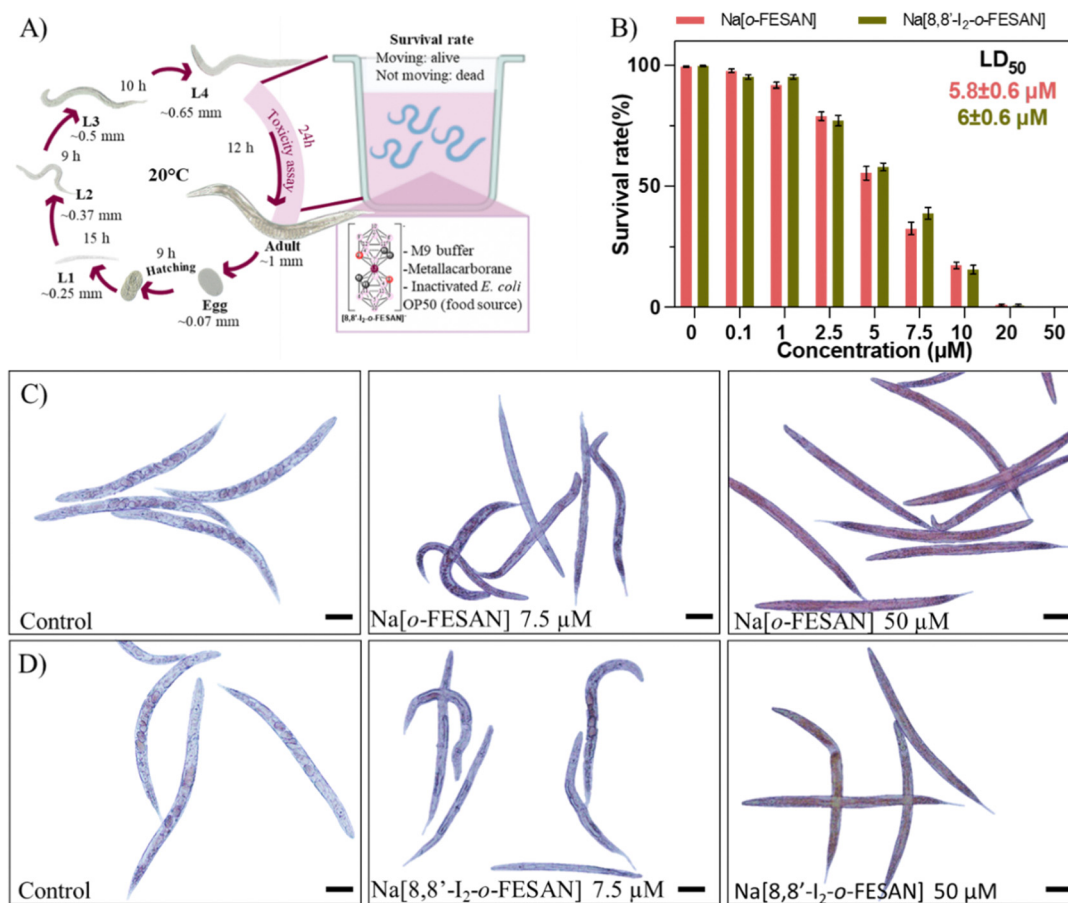 A)
Survival rate
Moving: alive
Not moving: dead
10 h
L4
~0.65 mm
L3
~0.5 mm
9 h
L2
~0.37 mm
15 h
L1
~0.25 mm
9 h
Hatching
Egg
~0.07 mm
20°C
12 h
Toxicity assay
24h
Adult
~1 mm
- M9 buffer
-Metallacarborane
- Inactivated E. coli
OP50 (food source)
[8,8'-I2-o-FESAN]-
B)
Na[o-FESAN]
Na[8,8'-I2-o-FESAN]
LD50
5.8±0.6 µM
6±0.6 µM
Survival rate(%)
100
50
0
0 0.1 1 2.5 5 7.5 10 20 50
Concentration (µM)
C)
Control
Na[o-FESAN] 7.5 µM
Na[o-FESAN] 50 µM
D)
Control
Na[8,8'-I2-o-FESAN] 7.5 µM
Na[8,8'-I2-o-FESAN] 50 µM